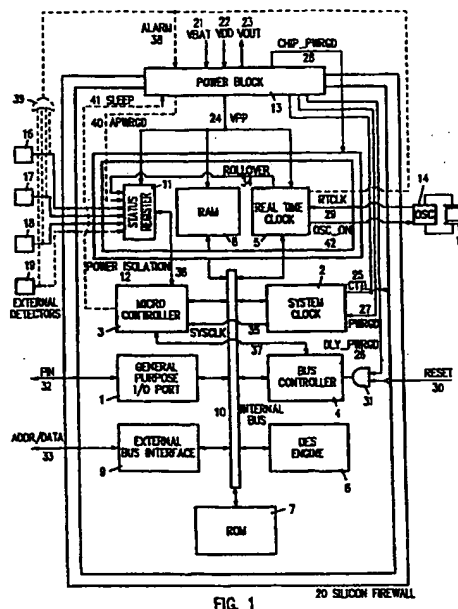 21 22 23
VBAT VDD VOUT
ALARM
38
CHIP_PWRGD
28
POWER BLOCK
13
39
41 SLEEP
40 APWRGD
24 VPP
16
17
18
19
EXTERNAL
DETECTORS
11
STATUS
REGISTER
ROLLOVER
34
RAM
8
REAL TIME
CLOCK
5
RTCLK
29
OSC_ON
42
14
OSC
POWER ISOLATION
12
36
MICRO
CONTROLLER
3
SYSTEM
CLOCK
2
25
CTR
27
PWRGD
SYSCLK
35
37
DLY_PWRGD
26
PIN
32
GENERAL
PURPOSE
I/O PORT
1
BUS
CONTROLLER
4
31
RESET
30
10
INTERNAL
BUS
ADDR/DATA
33
EXTERNAL
BUS INTERFACE
9
DES
ENGINE
6
ROM
7
20 SILICON FIREWALL
FIG. 1